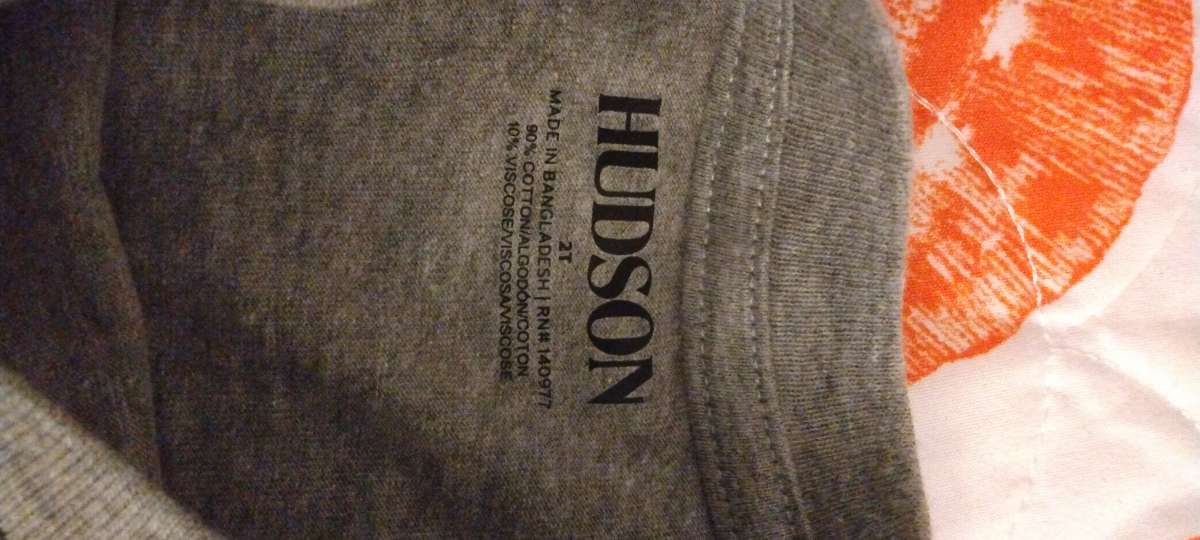 HUDSON
2T
MADE IN BANGLADESH | RN# 140977
90% COTTON/ALGODÓN/COTON
10% VISCOSE/VISCOSA/VISCOSE